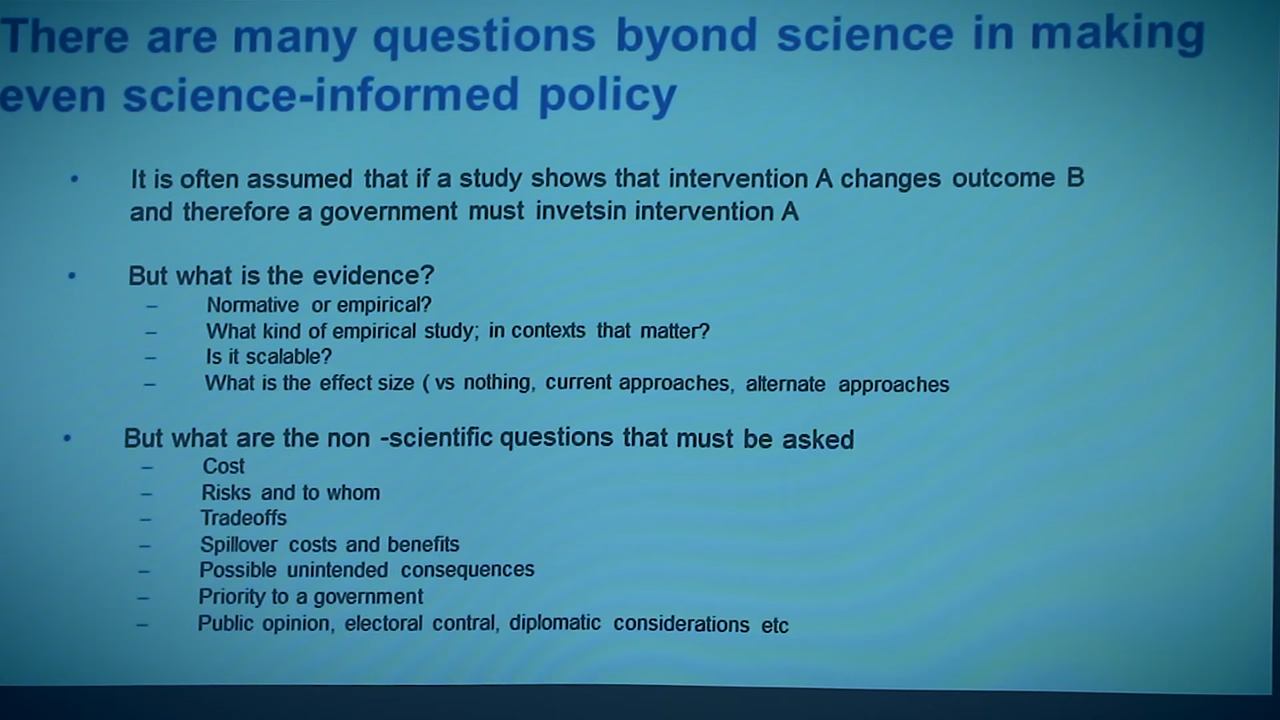 There are many questions byond science in making
even science-informed policy
• It is often assumed that if a study shows that intervention A changes outcome B
and therefore a government must invetsin intervention A
• But what is the evidence?
– Normative or empirical?
– What kind of empirical study; in contexts that matter?
– Is it scalable?
– What is the effect size ( vs nothing, current approaches, alternate approaches
• But what are the non -scientific questions that must be asked
– Cost
– Risks and to whom
– Tradeoffs
– Spillover costs and benefits
– Possible unintended consequences
– Priority to a government
– Public opinion, electoral contral, diplomatic considerations etc